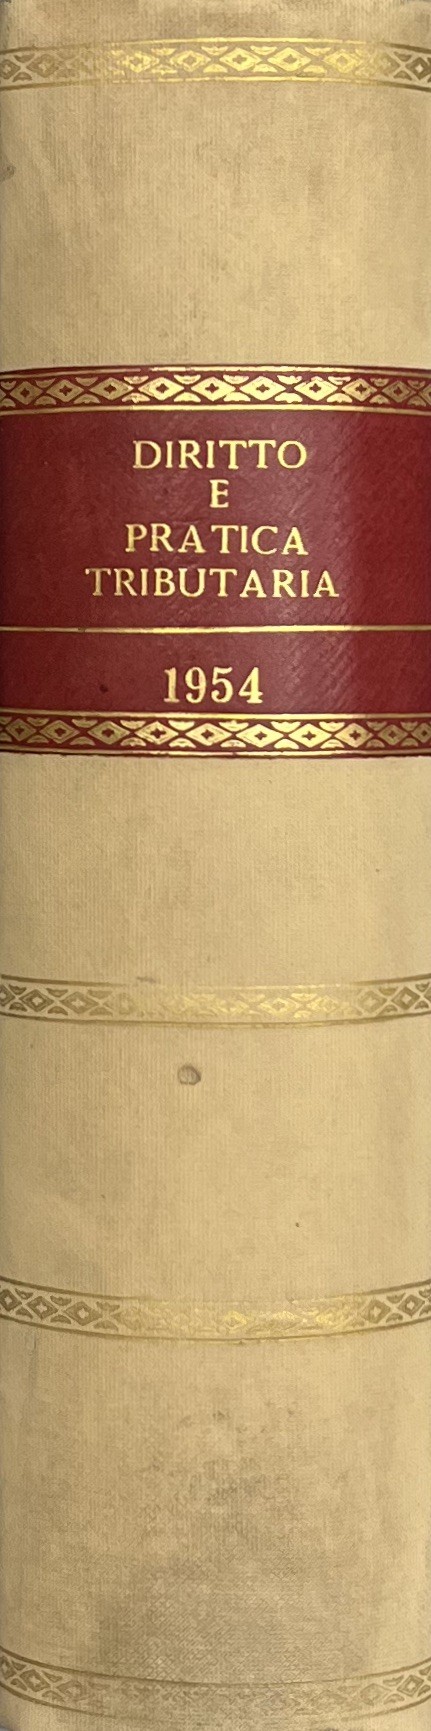 DIRITTO
E
PRATICA
TRIBUTARIA
1954